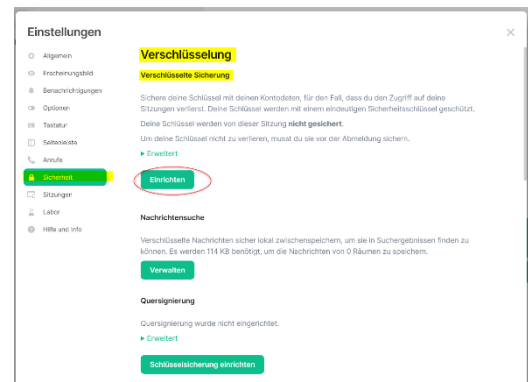 Einstellungen
Allgemein
Erscheinungsbild
Benachrichtigungen
Optionen
Tastatur
Seitenleiste
Anrufe
Sicherheit
Sitzungen
Labor
Hilfe und Info
Verschlüsselung
Verschlüsselte Sicherung
Sichere deine Schlüssel mit deinen Kontodaten, für den Fall, dass du den Zugriff auf deine
Sitzungen verlierst. Deine Schlüssel werden mit einem eindeutigen Sicherheitsschlüssel geschützt.
Deine Schlüssel werden von dieser Sitzung nicht gesichert.
Um deine Schlüssel nicht zu verlieren, musst du sie vor der Abmeldung sichern.
Erweitert
Einrichten
Nachrichtensuche
Verschlüsselte Nachrichten sicher lokal zwischenspeichern, um sie in Suchergebnissen finden zu
können. Es werden 114 KB benötigt, um die Nachrichten von 0 Räumen zu speichern.
Verwalten
Quersignierung
Quersignierung wurde nicht eingerichtet.
Erweitert
Schlüsselsicherung einrichten